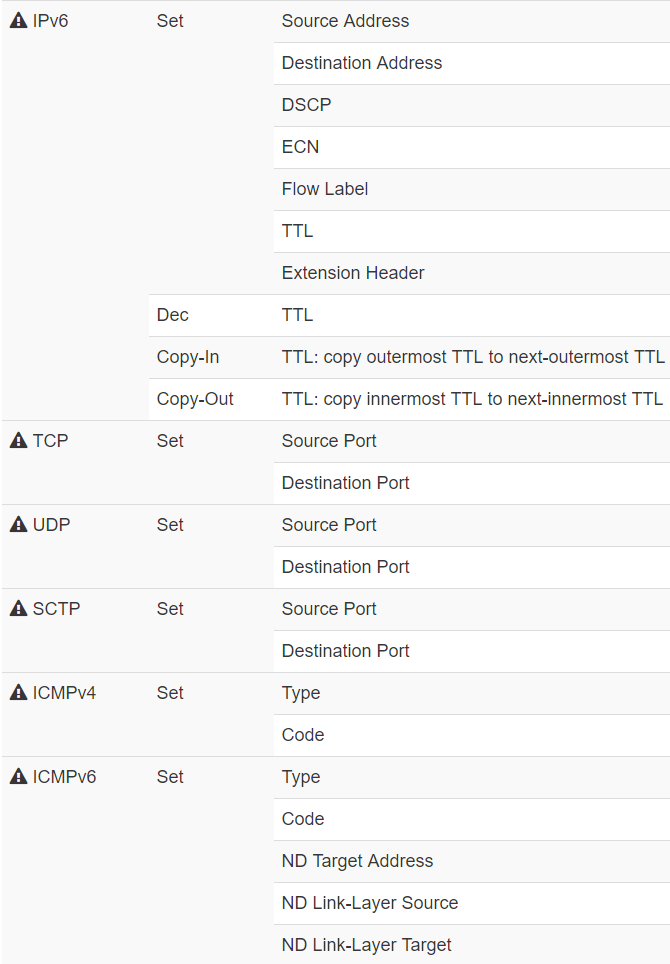 IPv6 Set Source Address
Destination Address
DSCP
ECN
Flow Label
TTL
Extension Header
Dec TTL
Copy-In TTL: copy outermost TTL to next-outermost TTL
Copy-Out TTL: copy innermost TTL to next-innermost TTL
TCP Set Source Port
Destination Port
UDP Set Source Port
Destination Port
SCTP Set Source Port
Destination Port
ICMPv4 Set Type
Code
ICMPv6 Set Type
Code
ND Target Address
ND Link-Layer Source
ND Link-Layer Target